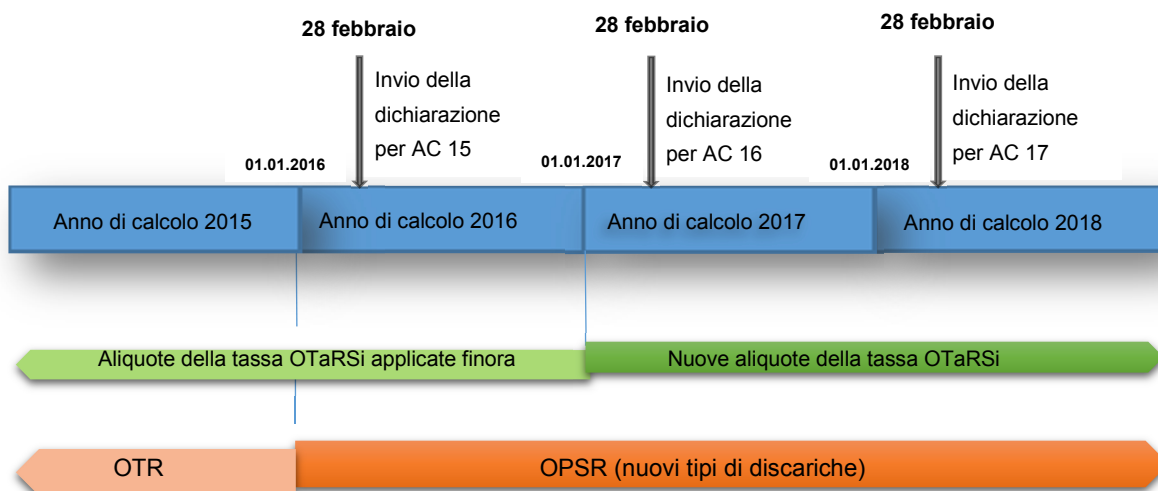 28 febbraio
28 febbraio
28 febbraio
Invio della
dichiarazione
per AC 15
Invio della
dichiarazione
per AC 16
Invio della
dichiarazione
per AC 17
01.01.2016
01.01.2017
01.01.2018
Anno di calcolo 2015
Anno di calcolo 2016
Anno di calcolo 2017
Anno di calcolo 2018
Aliquote della tassa OTaRSi applicate finora
Nuove aliquote della tassa OTaRSi
OTR
OPSR (nuovi tipi di discariche)